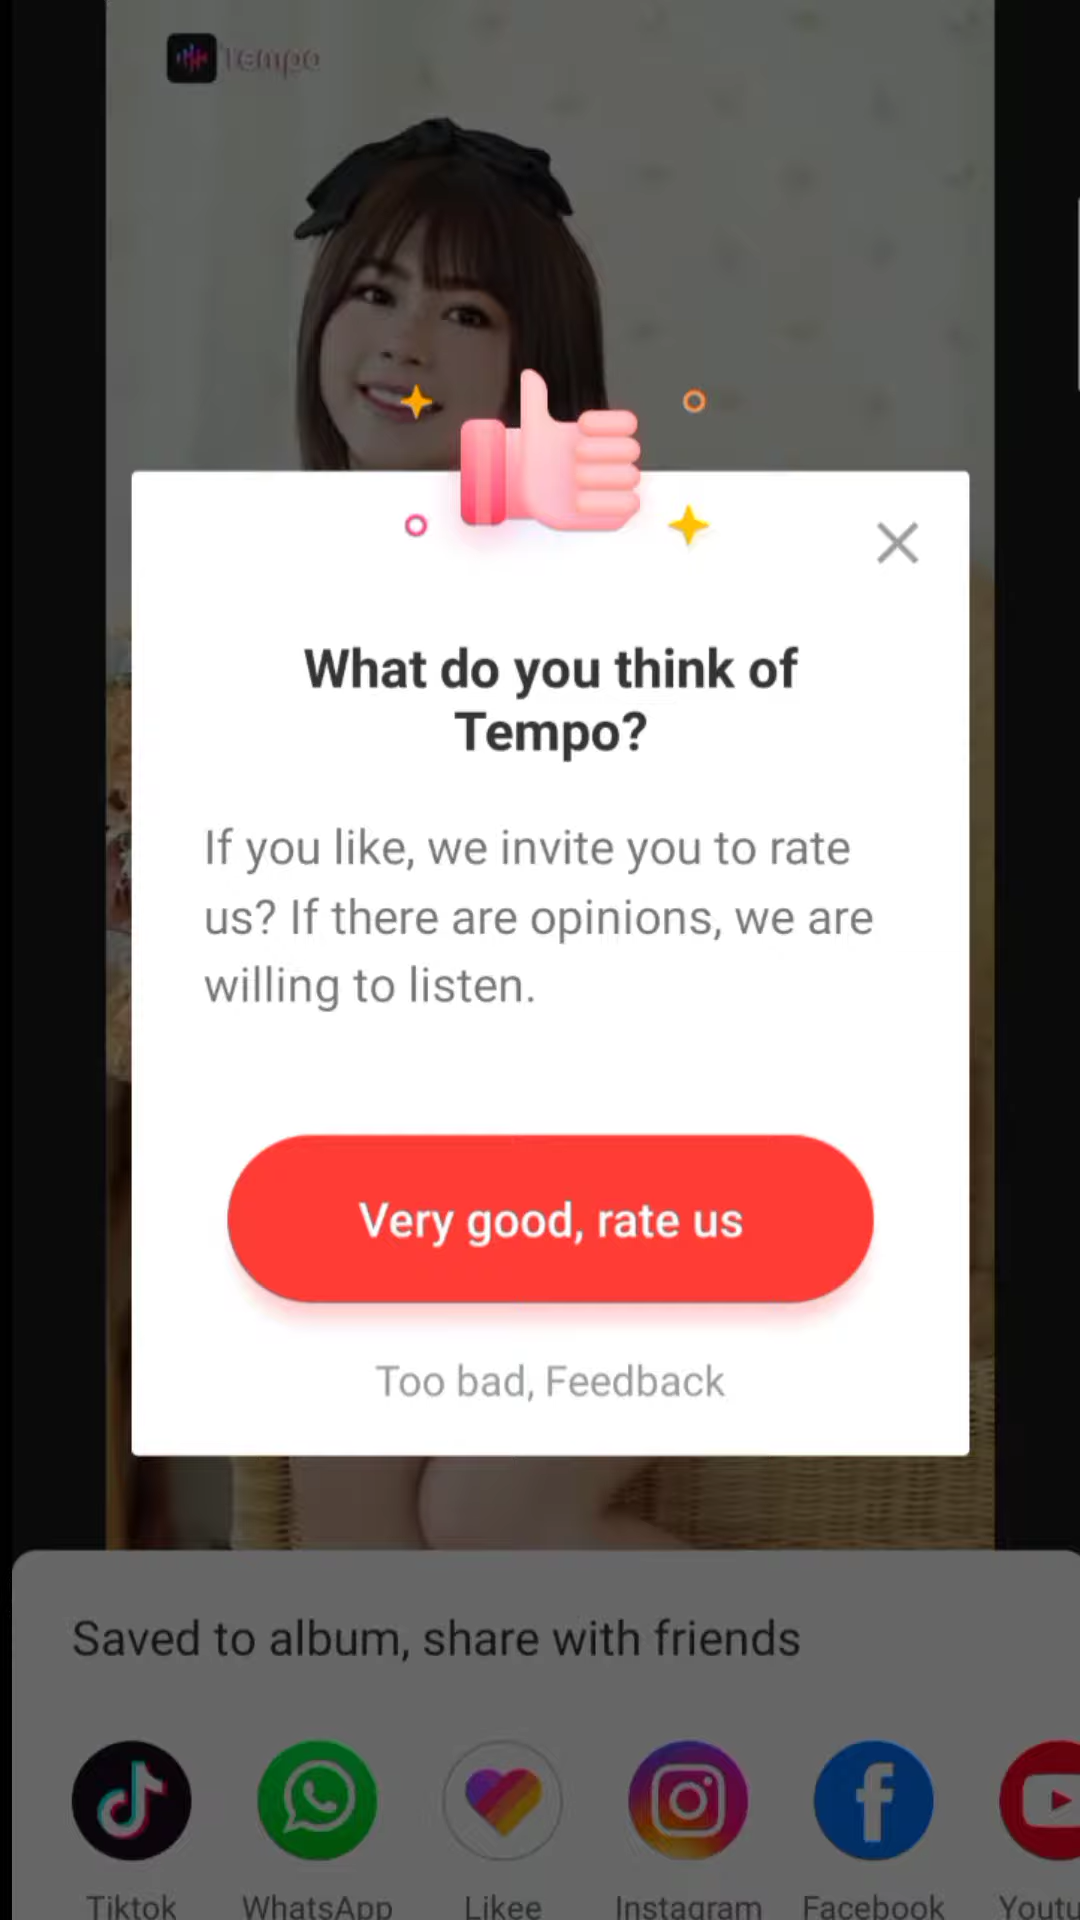 Tempo
What do you think of
Tempo?
If you like, we invite you to rate
us? If there are opinions, we are
willing to listen.
Very good, rate us
Too bad, Feedback
Saved to album, share with friends
Tiktok WhatsApp Likee Instagram Facebook Youtu